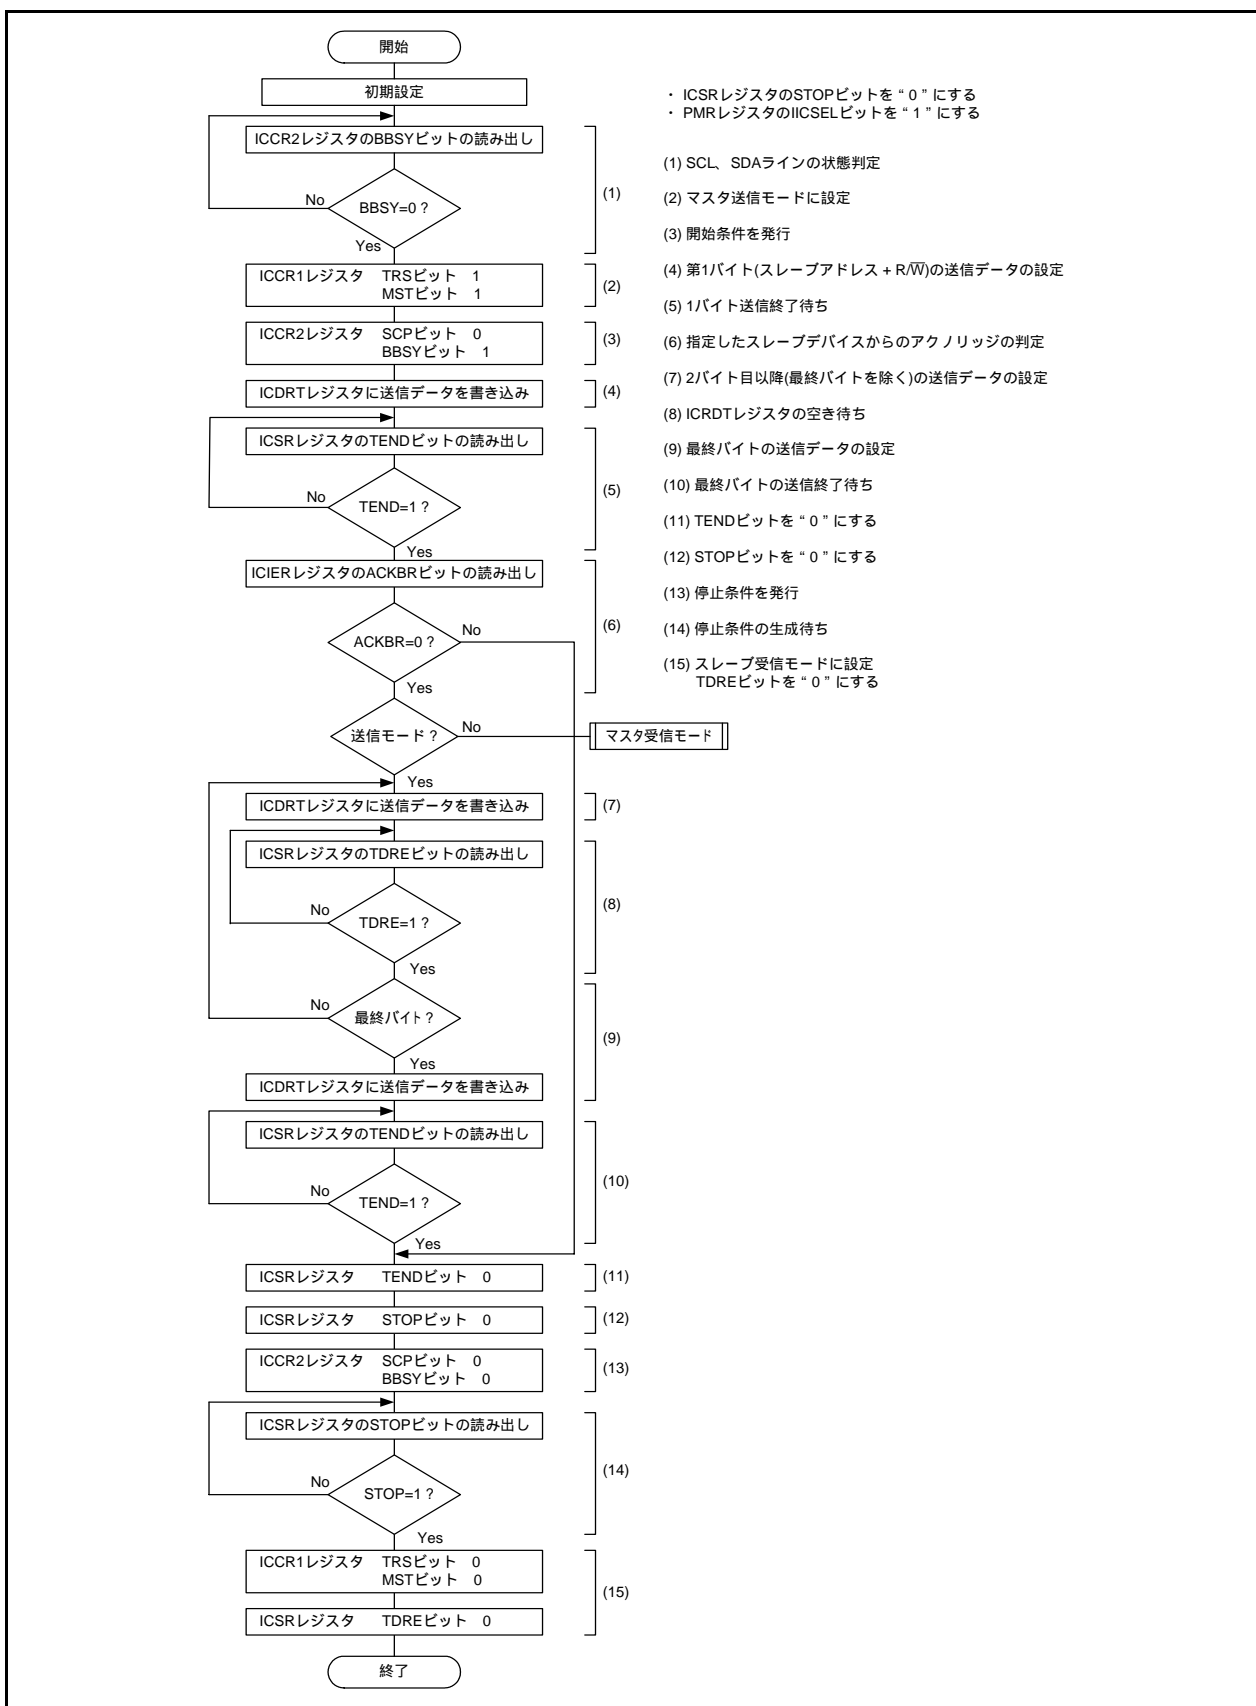 開始
初期設定
・ ICSRレジスタのSTOPビットを “ 0 ” にする
・ PMRレジスタのIICSELビットを “ 1 ” にする
ICCR2レジスタのBBSYビットの読み出し
BBSY=0 ?
No
Yes
(1)
ICCR1レジスタ TRSビット 1
MSTビット 1
(2)
ICCR2レジスタ SCPビット 0
BBSYビット 1
(3)
ICDRTレジスタに送信データを書き込み
(4)
ICSRレジスタのTENDビットの読み出し
TEND=1 ?
No
Yes
(5)
ICIERレジスタのACKBRビットの読み出し
ACKBR=0 ?
No
Yes
(6)
送信モード ?
No
マスタ受信モード
Yes
ICDRTレジスタに送信データを書き込み
(7)
ICSRレジスタのTDREビットの読み出し
TDRE=1 ?
No
Yes
(8)
最終バイト ?
No
Yes
ICDRTレジスタに送信データを書き込み
(9)
ICSRレジスタのTENDビットの読み出し
TEND=1 ?
No
Yes
(10)
ICSRレジスタ TENDビット 0
(11)
ICSRレジスタ STOPビット 0
(12)
ICCR2レジスタ SCPビット 0
BBSYビット 0
(13)
ICSRレジスタのSTOPビットの読み出し
STOP=1 ?
No
Yes
(14)
ICCR1レジスタ TRSビット 0
MSTビット 0
ICSRレジスタ TDREビット 0
(15)
終了
(1) SCL、SDAラインの状態判定
(2) マスタ送信モードに設定
(3) 開始条件を発行
(4) 第1バイト(スレーブアドレス + R/W̅)の送信データの設定
(5) 1バイト送信終了待ち
(6) 指定したスレーブデバイスからのアクノリッジの判定
(7) 2バイト目以降(最終バイトを除く)の送信データの設定
(8) ICRDTレジスタの空き待ち
(9) 最終バイトの送信データの設定
(10) 最終バイトの送信終了待ち
(11) TENDビットを “ 0 ” にする
(12) STOPビットを “ 0 ” にする
(13) 停止条件を発行
(14) 停止条件の生成待ち
(15) スレーブ受信モードに設定
TDREビットを “ 0 ” にする